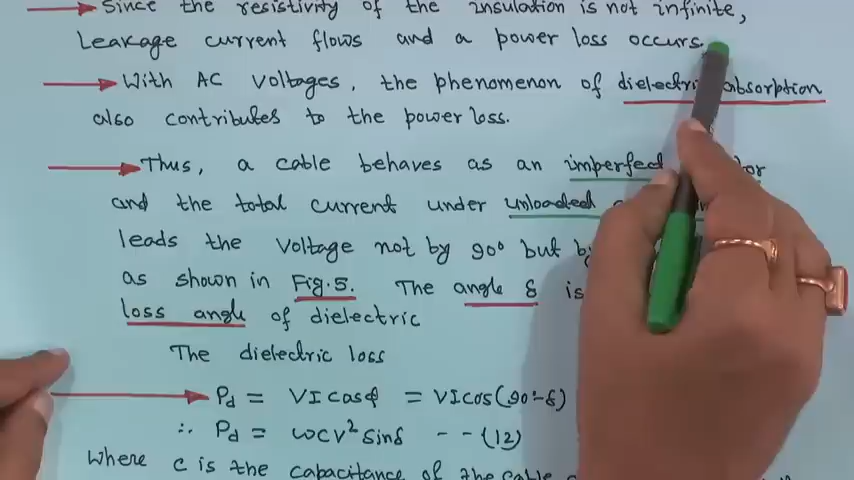 Since the resistivity of the insulation is not infinite,
Leakage current flows and a power loss occurs.
With AC Voltages, the phenomenon of dielectric absorption
also contributes to the power loss.
Thus, a cable behaves as an imperfec
and the total current under unloaded
leads the Voltage not by 90° but by
as shown in Fig.5. The angle δ is
loss angle of dielectric
The dielectric loss
Pd = VIcosφ = VIcos(90°-δ)
∴ Pd = ωcv² sinδ - - (12)
Where c is the capacitance of the cable